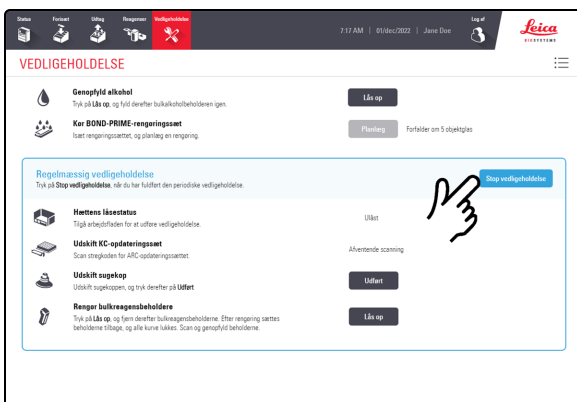 Status Forbsæt Udtag Reagenser Vedligeholdelse
7:17 AM | 01/dec/2022 | Jane Doe
Log af
Leica
BIOSYSTEMS
VEDLIGEHOLDELSE
Genopfyld alkohol
Tryk på Lås op, og fyld derefter bulkalkoholbeholderen igen.
Lås op
Kør BOND-PRIME-rengøringssæt
Isæt rengøringssættet, og planlæg en rengøring.
Planlæg
Forfalder om 5 objektglas
Regelmæssig vedligeholdelse
Tryk på Stop vedligeholdelse, når du har fuldført den periodiske vedligeholdelse.
Stop vedligeholdelse
Hættens låsestatus
Tilgå arbejdsfladen for at udføre vedligeholdelse.
Ulåst
Udskift KC-opdateringssæt
Scan stregkoden for ARC-opdateringssættet.
Afventende scanning
Udskift sugekop
Udskift sugekoppen, og tryk derefter på Udført
Udført
Rengør bulkreagensbeholdere
Tryk på Lås op, og fjern derefter bulkreagensbeholderne. Efter rengøring sættes
beholderne tilbage, og alle kurve lukkes. Scan og genopfyld beholderne.
Lås op